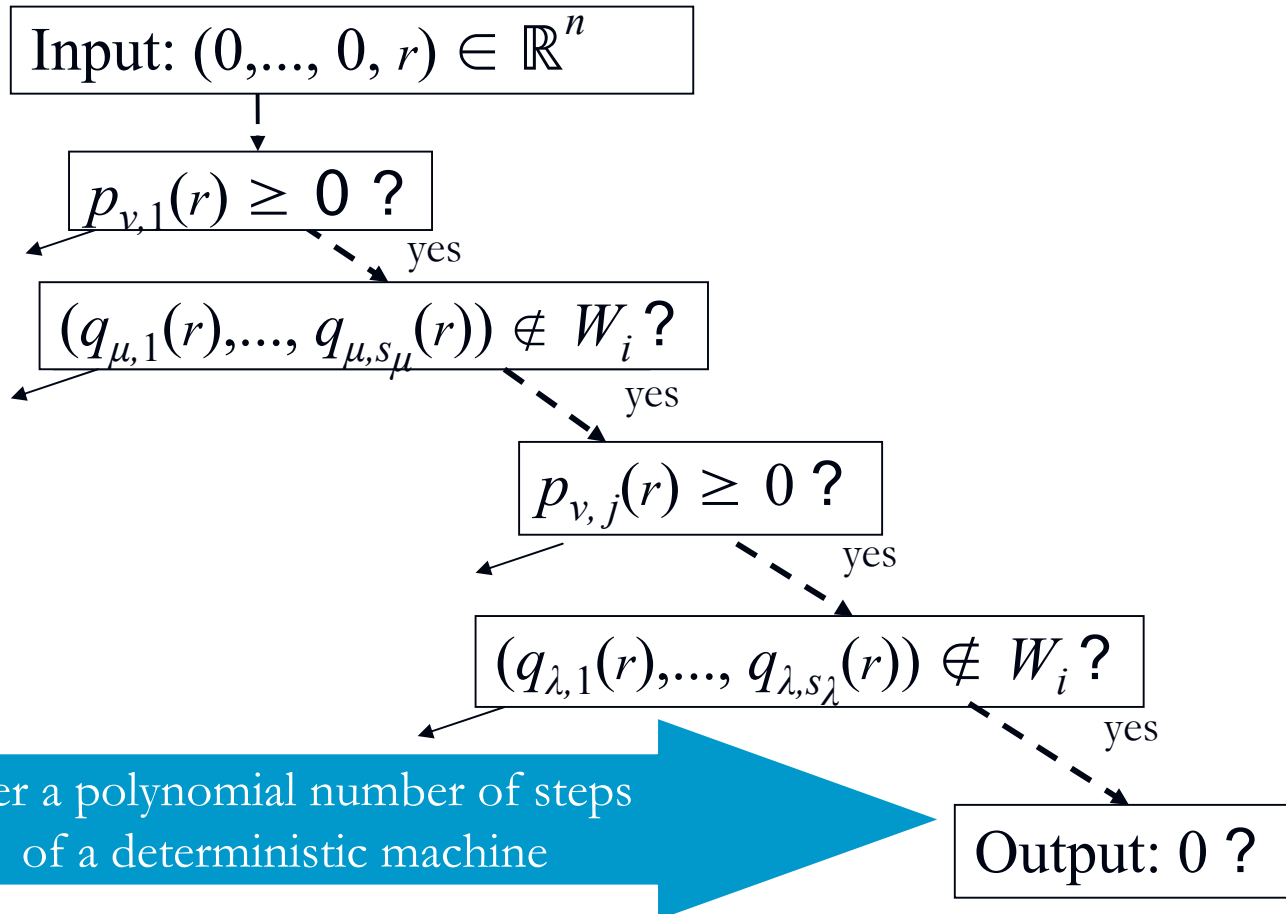 Input: (0,..., 0, r) ∈ ℝⁿ
p_{ν,1}(r) ≥ 0 ?
yes
(q_{μ,1}(r),..., q_{μ,s_μ}(r)) ∉ W_i ?
yes
p_{ν,j}(r) ≥ 0 ?
yes
(q_{λ,1}(r),..., q_{λ,s_λ}(r)) ∉ W_i ?
yes
a polynomial number of steps
of a deterministic machine
Output: 0 ?